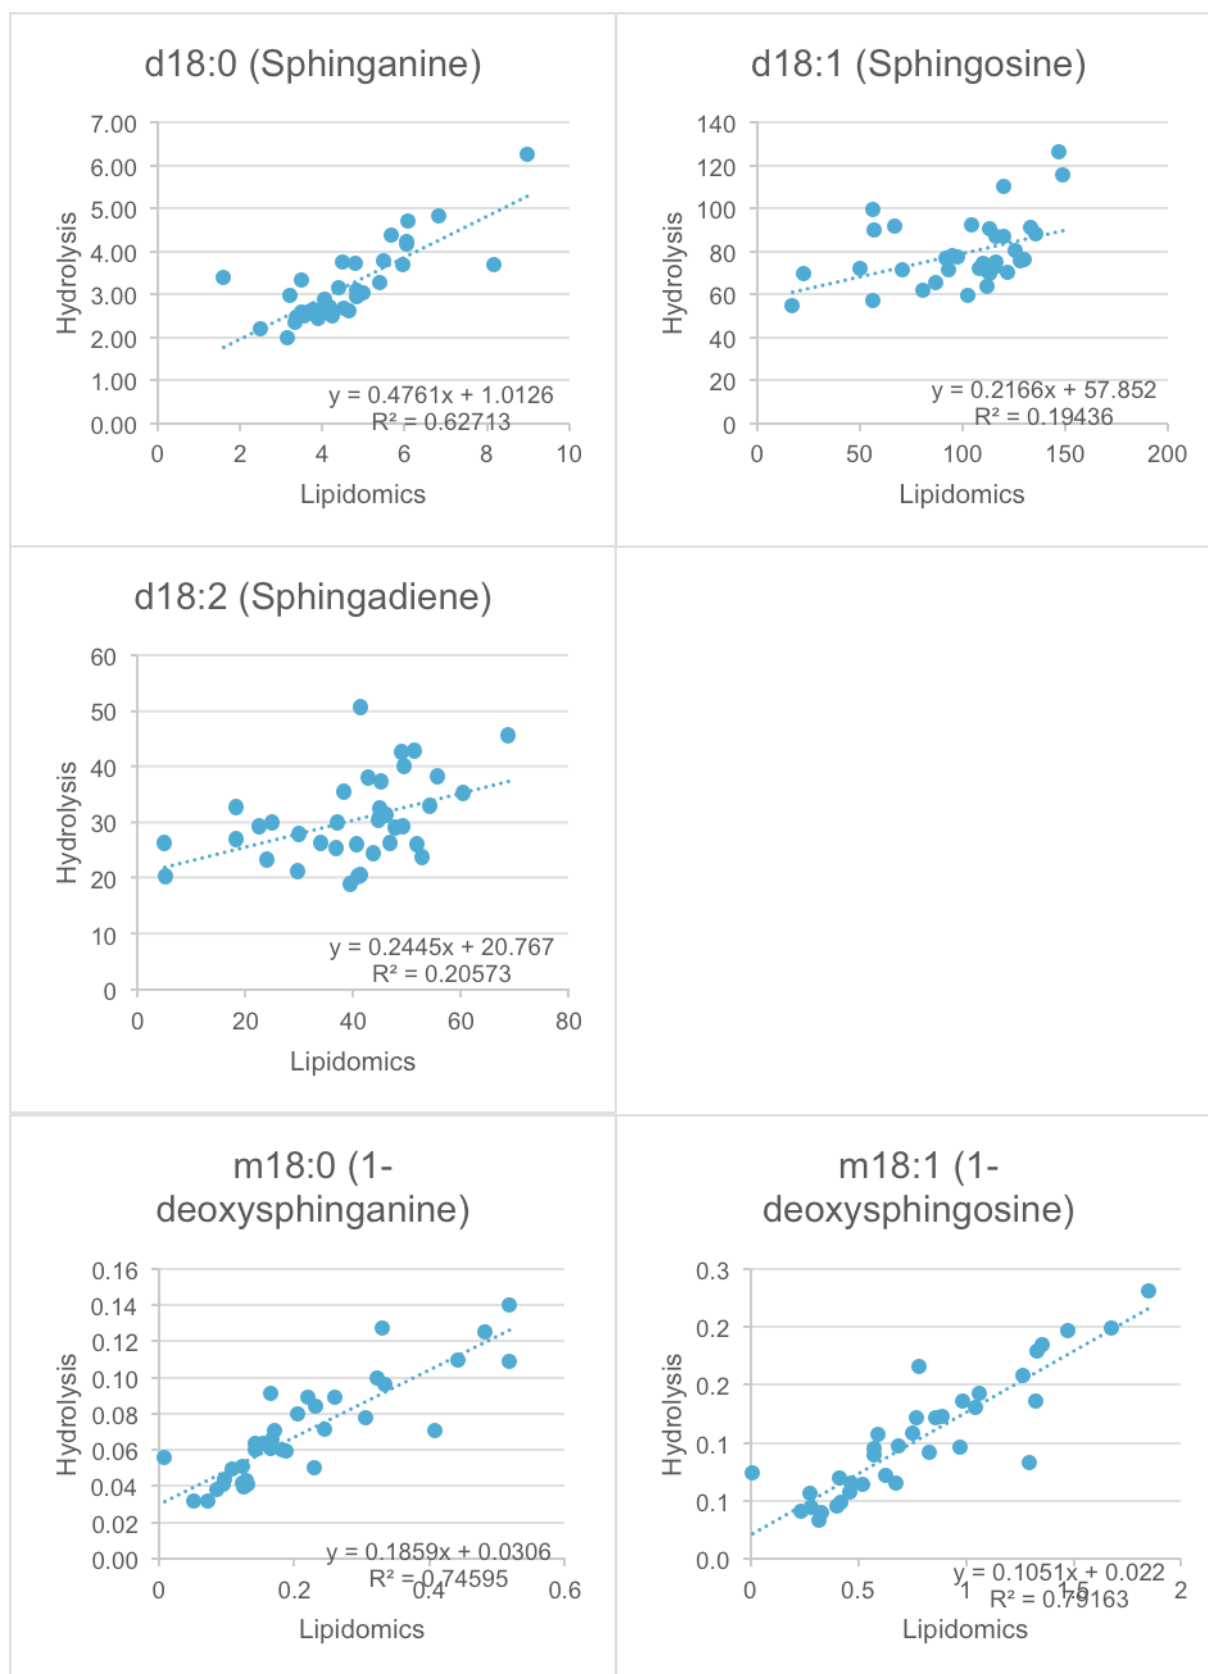 d18:0 (Sphinganine)
7.00
6.00
5.00
4.00
3.00
2.00
1.00
0.00
Hydrolysis
y = 0.4761x + 1.0126
R² = 0.62713
0 2 4 6 8 10
Lipidomics
d18:1 (Sphingosine)
140
120
100
80
60
40
20
0
Hydrolysis
y = 0.2166x + 57.852
R² = 0.19436
0 50 100 150 200
Lipidomics
d18:2 (Sphingadiene)
60
50
40
30
20
10
0
Hydrolysis
y = 0.2445x + 20.767
R² = 0.20573
0 20 40 60 80
Lipidomics
m18:0 (1-
deoxysphinganine)
0.16
0.14
0.12
0.10
0.08
0.06
0.04
0.02
0.00
Hydrolysis
y = 0.1859x + 0.0306
R² = 0.74595
0 0.2 0.4 0.6
Lipidomics
m18:1 (1-
deoxysphingosine)
0.3
0.2
0.2
0.1
0.1
0.0
Hydrolysis
y = 0.1051x + 0.022
R² = 0.79163
0 0.5 1 1.5 2
Lipidomics